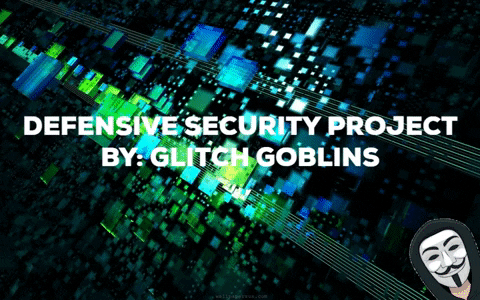 DEFENSIVE SECURITY PROJECT
BY: GLITCH GOBLINS